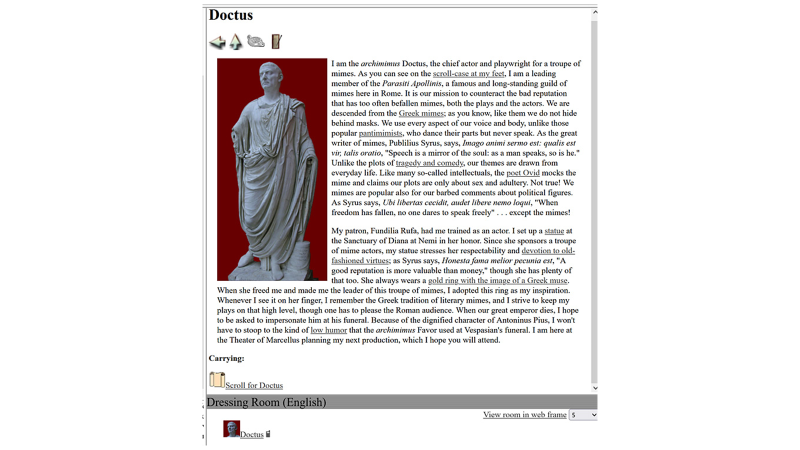 Doctus
I am the archimimus Doctus, the chief actor and playwright for a troupe of
mimes. As you can see on the scroll-case at my feet, I am a leading
member of the Parasiti Apollinis, a famous and long-standing guild of
mimes here in Rome. It is our mission to counteract the bad reputation
that has too often befallen mimes, both the plays and the actors. We are
descended from the Greek mimes; as you know, like them we do not hide
behind masks. We use every aspect of our voice and body, unlike those
popular pantimimists, who dance their parts but never speak. As the great
writer of mimes, Publilius Syrus, says, Imago animi sermo est: qualis est
vir, talis oratio, "Speech is a mirror of the soul: as a man speaks, so is he."
Unlike the plots of tragedy and comedy, our themes are drawn from
everyday life. Like many so-called intellectuals, the poet Ovid mocks the
mime and claims our plots are only about sex and adultery. Not true! We
mimes are popular also for our barbed comments about political figures.
As Syrus says, Ubi libertas cecidit, audet libere nemo loqui, "When
freedom has fallen, no one dares to speak freely" . . . except the mimes!
My patron, Fundilia Rufa, had me trained as an actor. I set up a statue at
the Sanctuary of Diana at Nemi in her honor. Since she sponsors a troupe
of mime actors, my statue stresses her respectability and devotion to old-
fashioned virtues; as Syrus says, Honesta fama melior pecunia est, "A
good reputation is more valuable than money," though she has plenty of
that too. She always wears a gold ring with the image of a Greek muse.
When she freed me and made me the leader of this troupe of mimes, I adopted this ring as my inspiration.
Whenever I see it on her finger, I remember the Greek tradition of literary mimes, and I strive to keep my
plays on that high level, though one has to please the Roman audience. When our great emperor dies, I hope
to be asked to impersonate him at his funeral. Because of the dignified character of Antoninus Pius, I won't
have to stoop to the kind of low humor that the archimimus Favor used at Vespasian's funeral. I am here at
the Theater of Marcellus planning my next production, which I hope you will attend.
Carrying:
Scroll for Doctus
Dressing Room (English)
View room in web frame 5
Doctus